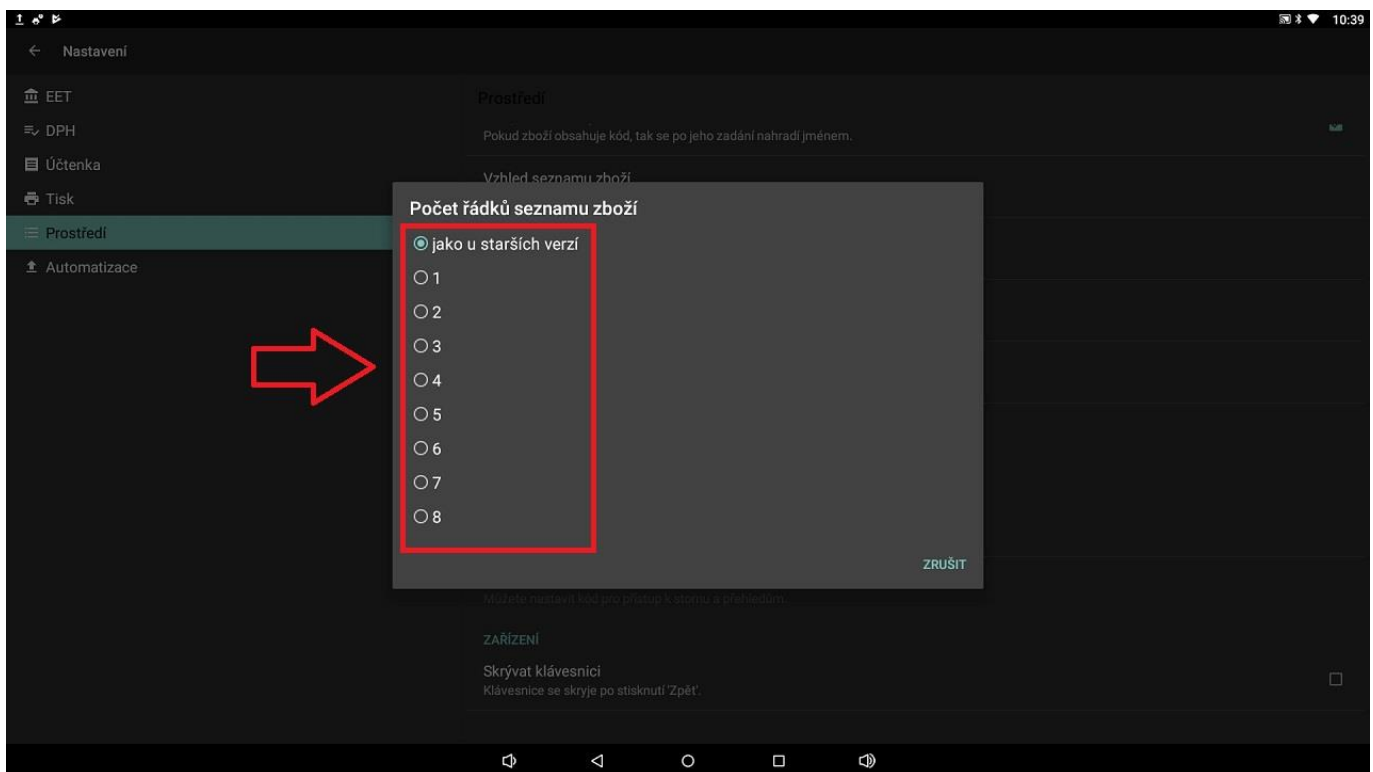 10:39
Nastavení
EET
DPH
Účtenka
Tisk
Prostředí
Automatizace
Prostředí
Pokud zboží obsahuje kód, tak se po jeho zadání nahradí jménem.
Vzhled seznamu zboží
Počet řádků seznamu zboží
jako u starších verzí
1
2
3
4
5
6
7
8
ZRUŠIT
Můžete nastavit kód pro přístup k stornu a přehledům.
ZAŘÍZENÍ
Skrývat klávesnici
Klávesnice se skryje po stisknutí 'Zpět'.